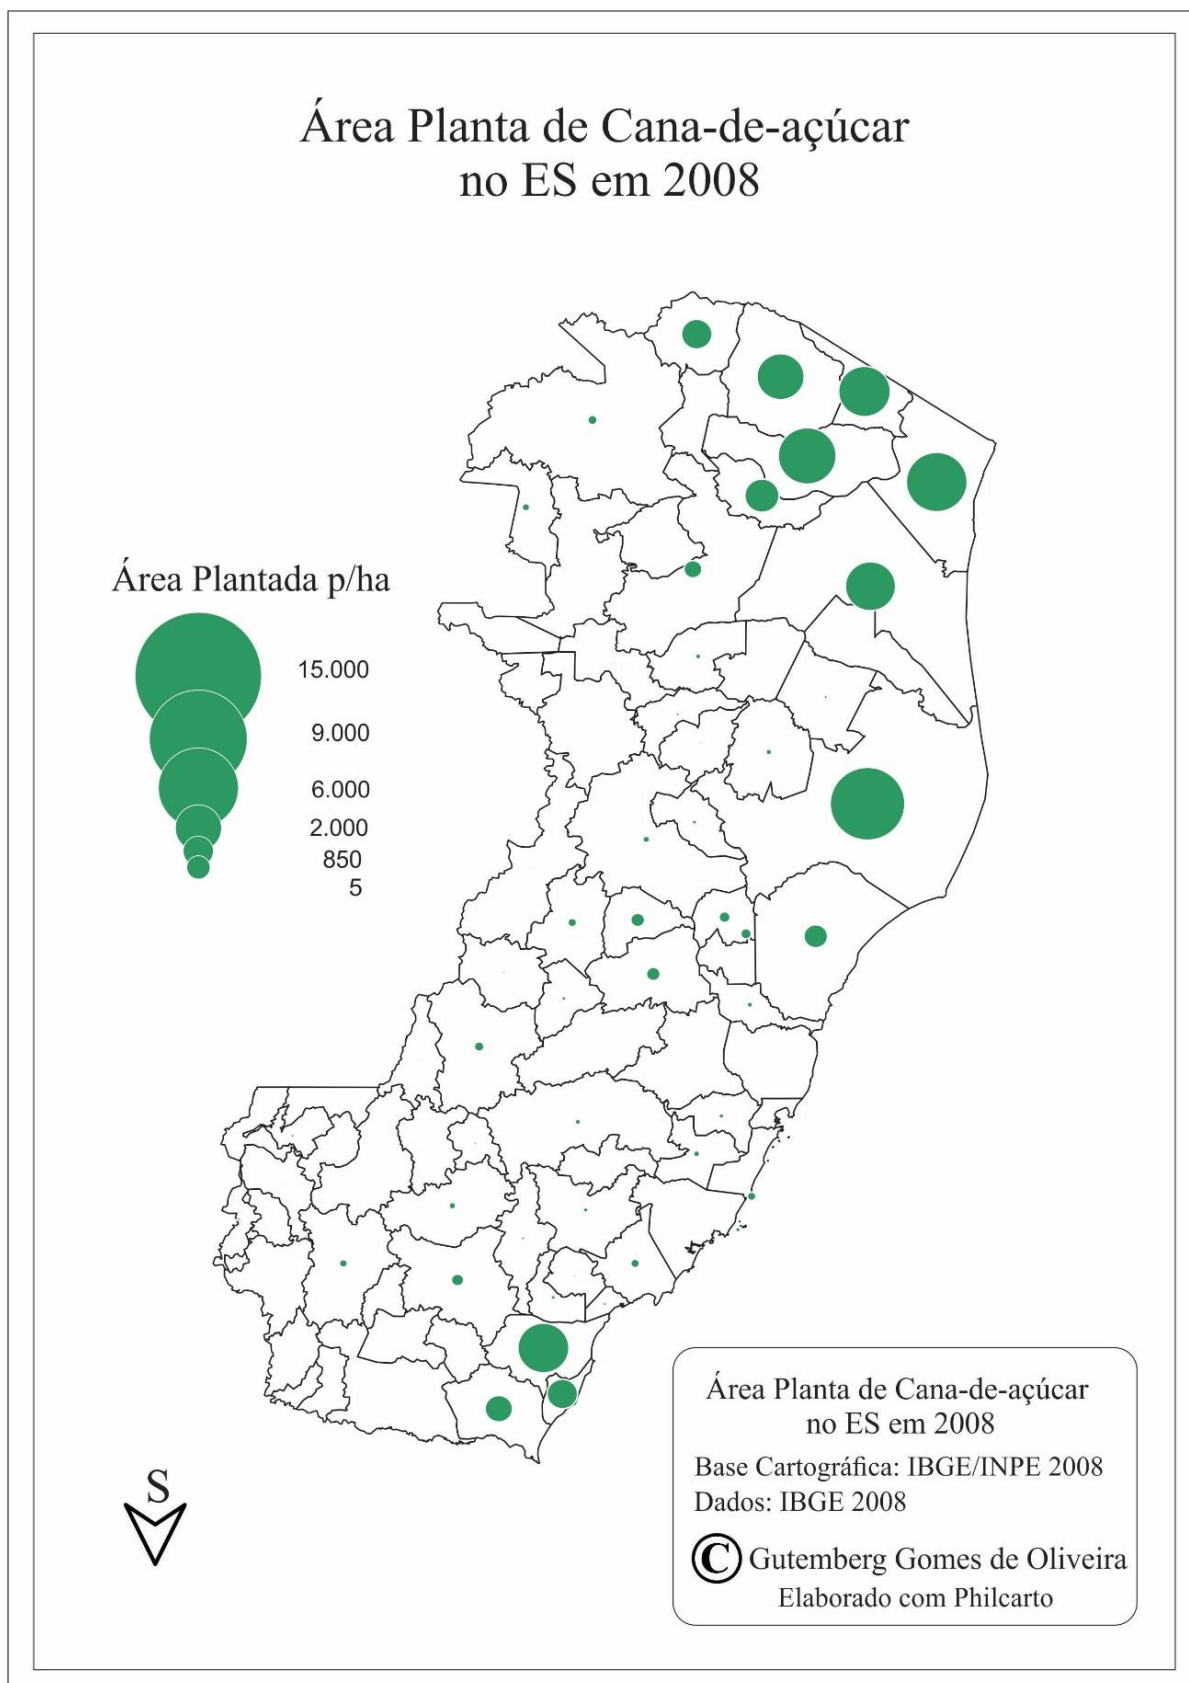 Área Planta de Cana-de-açúcar
no ES em 2008
Área Plantada p/ha
15.000
9.000
6.000
2.000
850
5
S
Área Planta de Cana-de-açúcar
no ES em 2008
Base Cartográfica: IBGE/INPE 2008
Dados: IBGE 2008
© Gutemberg Gomes de Oliveira
Elaborado com Philcarto